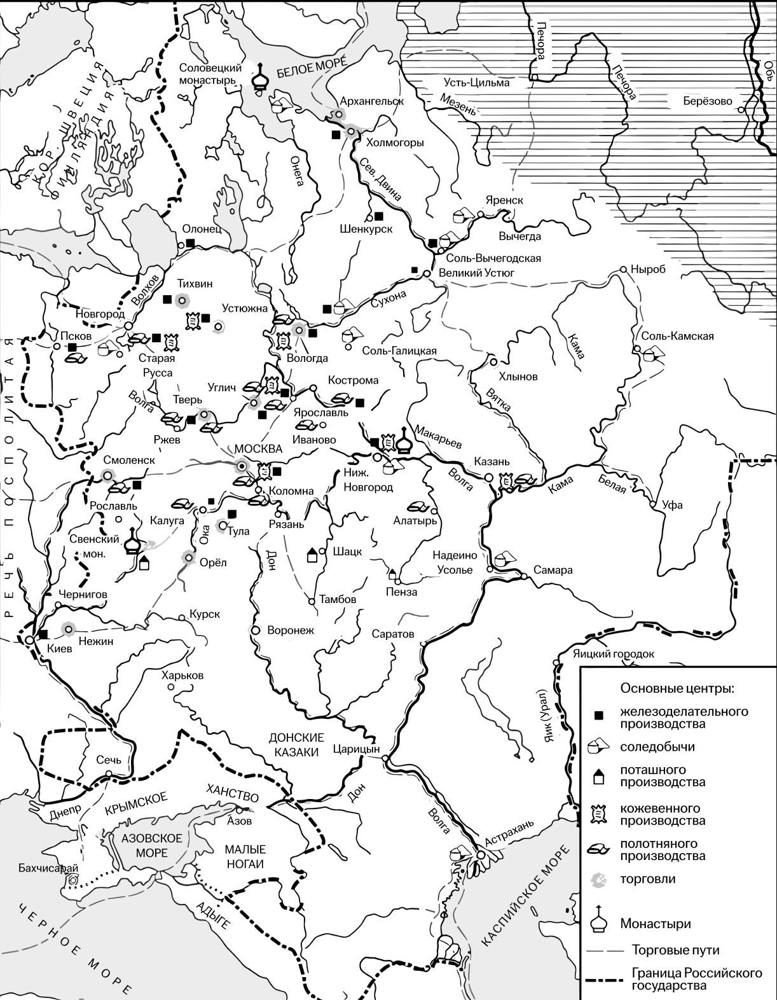 Соловецкий
монастырь
БЕЛОЕ МОРЕ
Печора
Печора
Обь
Усть-Цильма
Мезень
Берёзово
Архангельск
Холмогоры
КОР. ШВЕЦИЯ
ФИНЛЯНДИЯ
Онега
Сев. Двина
Яренск
Шенкурск
Вычегда
Олонец
Соль-Вычегодская
Великий Устюг
Ныроб
Волхов
Тихвин
Устюжна
Сухона
Новгород
Псков
Старая
Русса
Вологда
Соль-Галицкая
Кама
Соль-Камская
Хлынов
Углич
Кострома
Вятка
Волга
Тверь
Ярославль
Ржев
Иваново
Макарьев
МОСКВА
Смоленск
Ниж.
Новгород
Волга
Казань
Кама
Белая
Уфа
Коломна
Рославль
Калуга
Ока
Рязань
Алатырь
Тула
Свенский
мон.
Орёл
Дон
Шацк
Надеино
Усолье
Самара
Пенза
Тамбов
Чернигов
Курск
Воронеж
Саратов
Киев
Нежин
Харьков
Яицкий городок
РЕЧЬ ПОСПОЛИТАЯ
Яик (Урал)
ДОНСКИЕ
КАЗАКИ
Царицын
Сечь
Дон
Волга
Днепр
КРЫМСКОЕ
ХАНСТВО
Азов
АЗОВСКОЕ
МОРЕ
МАЛЫЕ
НОГАИ
Астрахань
Бахчисарай
АДЫГЕ
ЧЕРНОЕ МОРЕ
КАСПИЙСКОЕ МОРЕ
Основные центры:
железоделательного
производства
соледобычи
поташного
производства
кожевенного
производства
полотняного
производства
торговли
Монастыри
Торговые пути
Граница Российского
государства